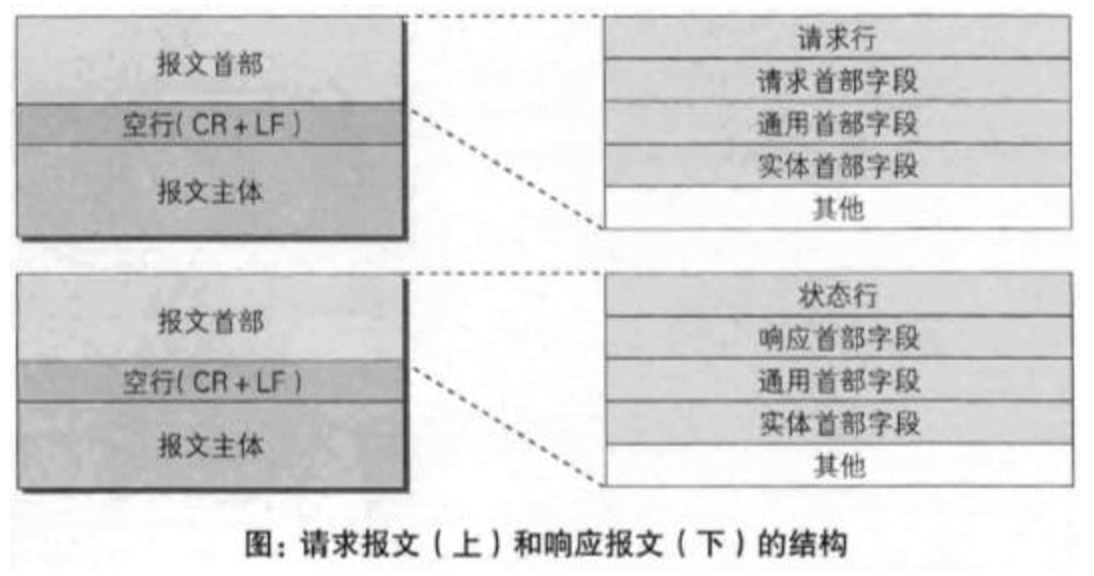 报文首部
空行(CR+LF)
报文主体
请求行
请求首部字段
通用首部字段
实体首部字段
其他
报文首部
空行(CR+LF)
报文主体
状态行
响应首部字段
通用首部字段
实体首部字段
其他
图：请求报文（上）和响应报文（下）的结构